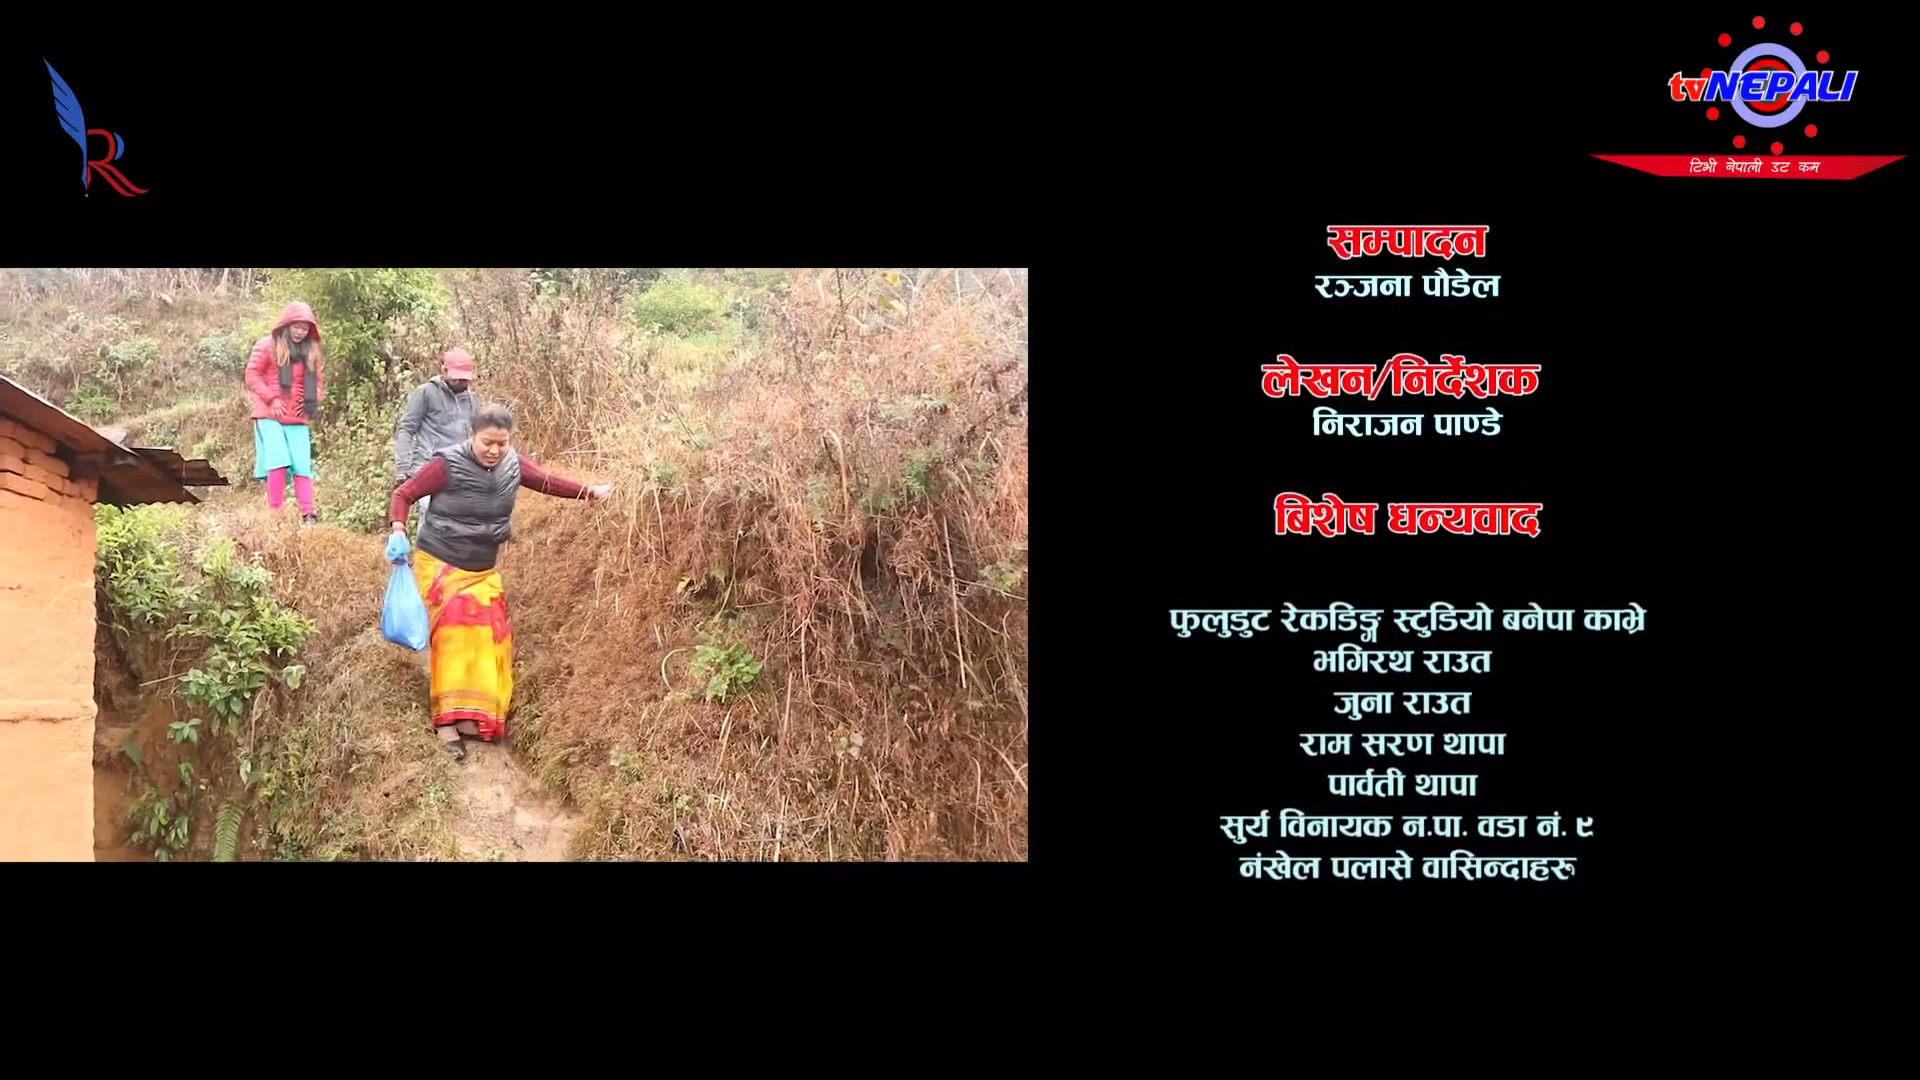 tvNEPALI
टिभी नेपाली डट कम
सम्पादन
रञ्जना पौडेल
लेखन/निर्देशक
निराजन पाण्डे
बिशेष धन्यवाद
फुलुडुट रेकडिङ्ग स्टुडियो बनेपा काभ्रे
भगिरथ राउत
जुना राउत
राम सरण थापा
पार्वती थापा
सुर्य विनायक न.पा. वडा नं. ९
नंखेल पलासे वासिन्दाहरु